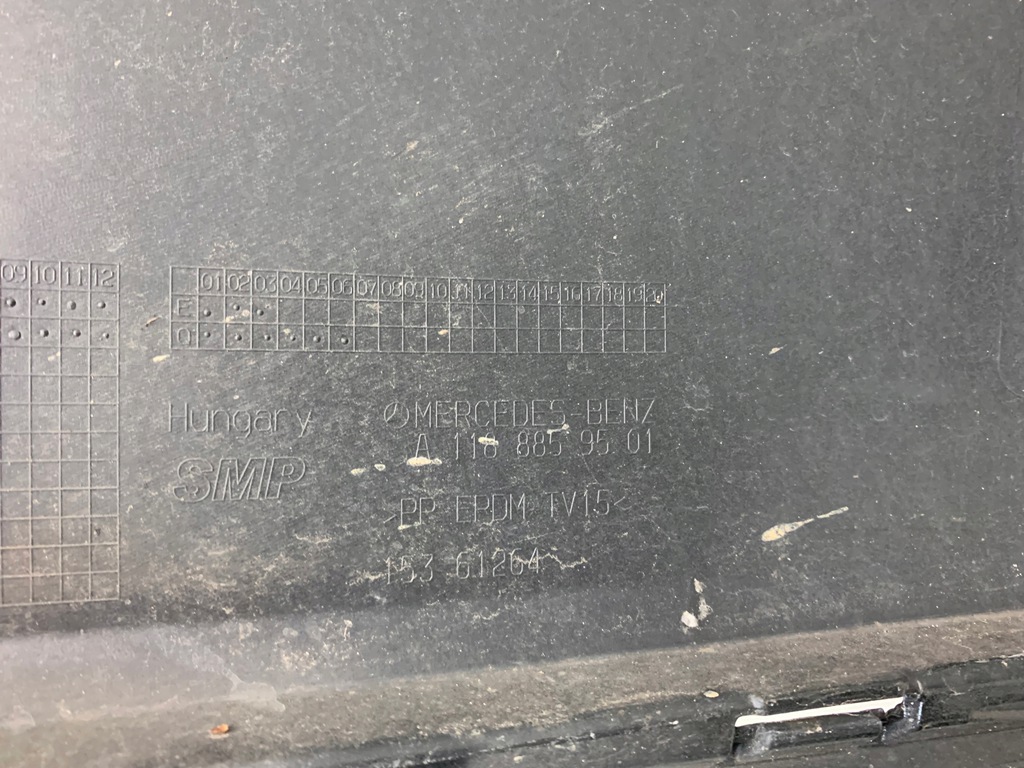 09 10 11 12
01 02 03 04 05 06 07 08 09 10 11 12 13 14 15 16 17 18 19
E
0
Hungary
SMP
MERCEDES-BENZ
A 118 885 95 01
>PP EPDM TV15<
153 61264